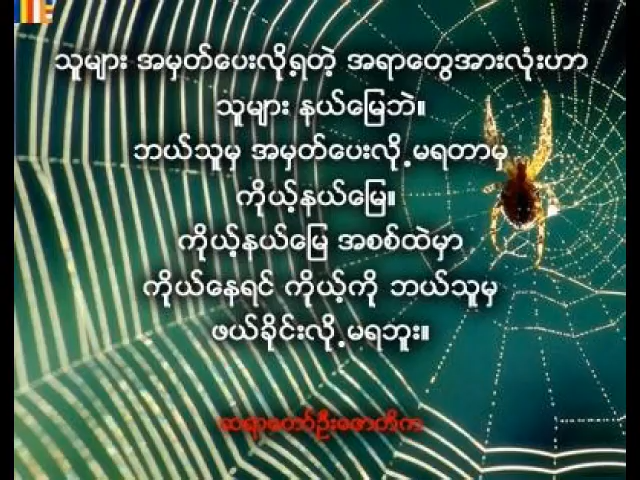 သူများ အမှတ်ပေးလို့ရတဲ့ အရာတွေအားလုံးဟာ
သူများ နယ်မြေဘဲ။
ဘယ်သူမှ အမှတ်ပေးလို့မရတာမှ
ကိုယ့်နယ်မြေ။
ကိုယ့်နယ်မြေ အစစ်ထဲမှာ
ကိုယ်နေရင် ကိုယ့်ကို ဘယ်သူမှ
ဖယ်ခိုင်းလို့မရဘူး။
ဆရာတော်ဦးဇောတိက